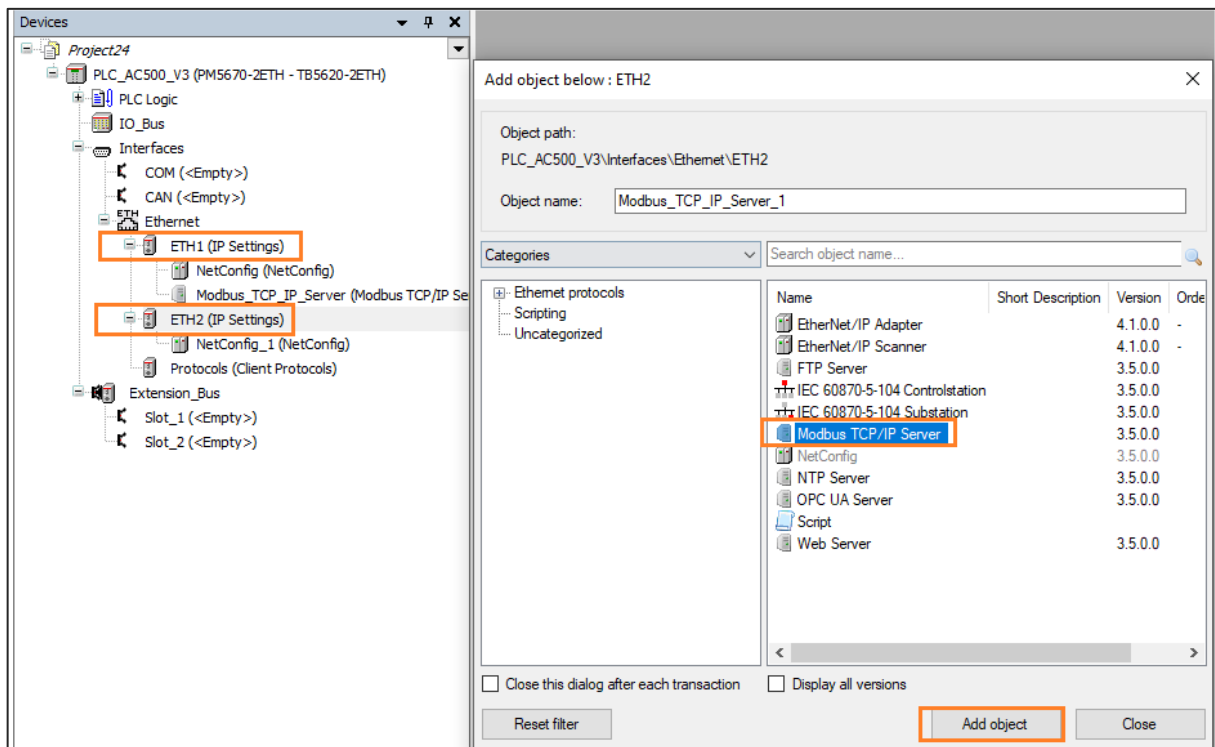 Devices
Project24
PLC_AC500_V3 (PM5670-2ETH - TB5620-2ETH)
PLC Logic
IO_Bus
Interfaces
COM (<Empty>)
CAN (<Empty>)
ETH
Ethernet
ETH1 (IP Settings)
NetConfig (NetConfig)
Modbus_TCP_IP_Server (Modbus TCP/IP Se
ETH2 (IP Settings)
NetConfig_1 (NetConfig)
Protocols (Client Protocols)
Extension_Bus
Slot_1 (<Empty>)
Slot_2 (<Empty>)
Add object below : ETH2
Object path:
PLC_AC500_V3\Interfaces\Ethernet\ETH2
Object name: Modbus_TCP_IP_Server_1
Categories
Search object name...
Ethernet protocols
Scripting
Uncategorized
Name Short Description Version Orde
EtherNet/IP Adapter 4.1.0.0 -
EtherNet/IP Scanner 4.1.0.0 -
FTP Server 3.5.0.0
IEC 60870-5-104 Controlstation 3.5.0.0
IEC 60870-5-104 Substation 3.5.0.0
Modbus TCP/IP Server 3.5.0.0
NetConfig 3.5.0.0
NTP Server 3.5.0.0
OPC UA Server 3.5.0.0
Script
Web Server 3.5.0.0
Close this dialog after each transaction
Display all versions
Reset filter
Add object
Close